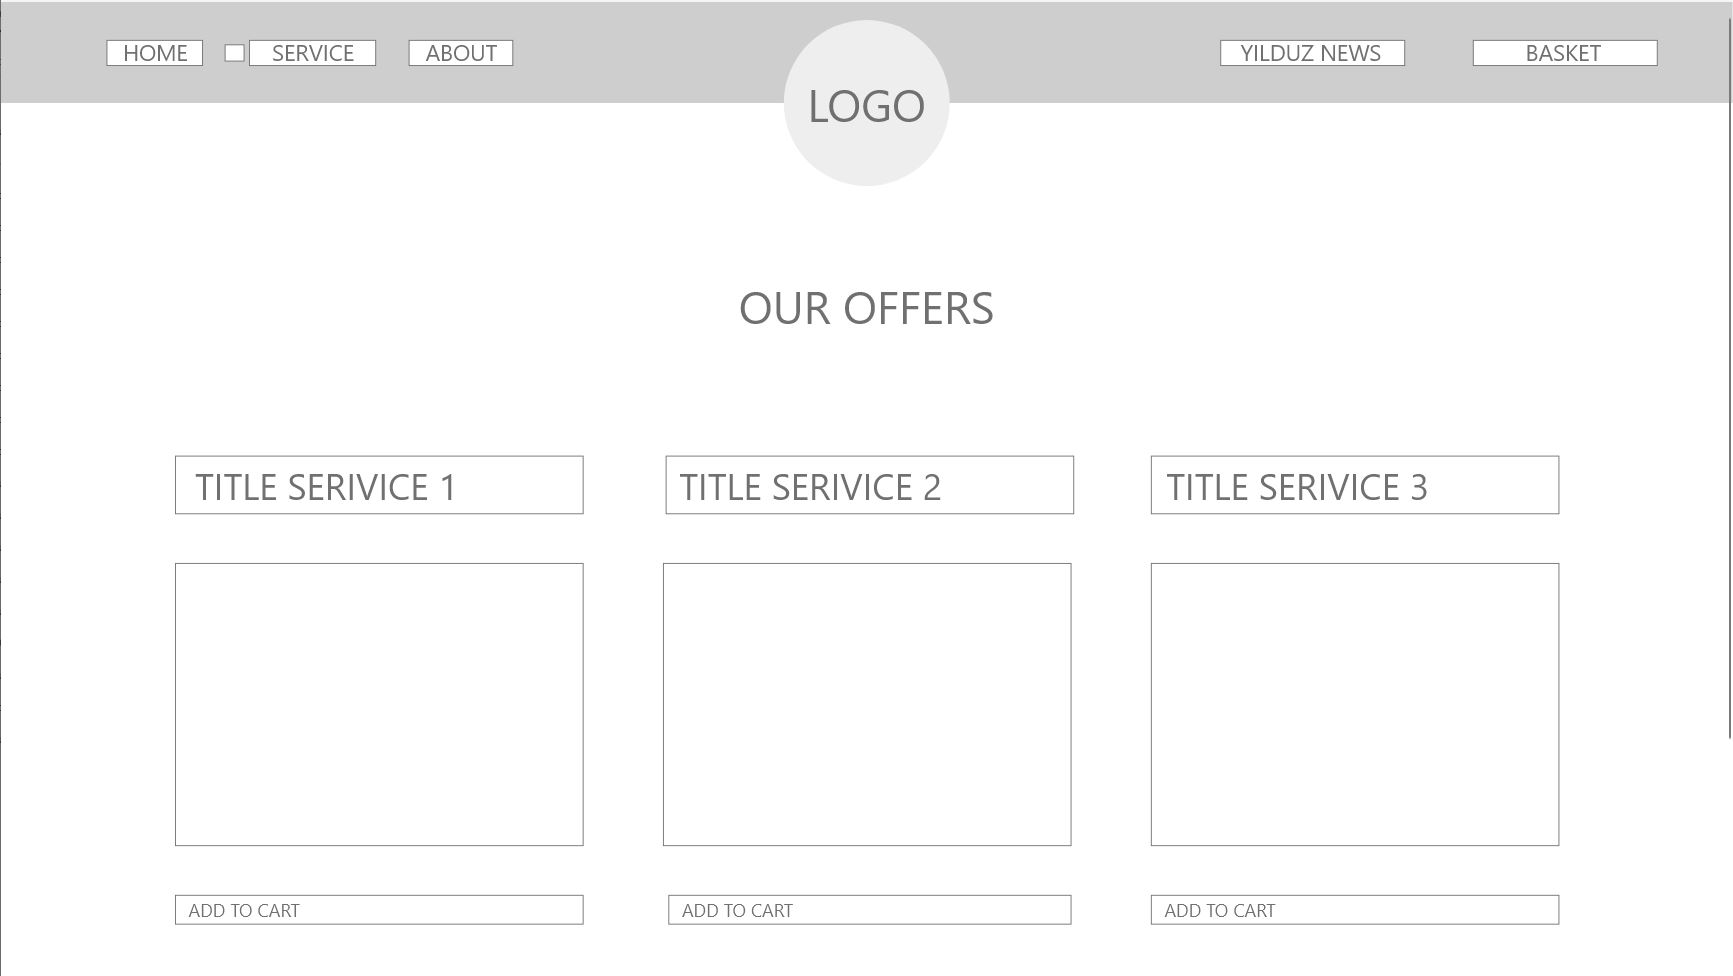 HOME SERVICE ABOUT YILDUZ NEWS BASKET
LOGO
OUR OFFERS
TITLE SERIVICE 1 TITLE SERIVICE 2 TITLE SERIVICE 3
ADD TO CART ADD TO CART ADD TO CART